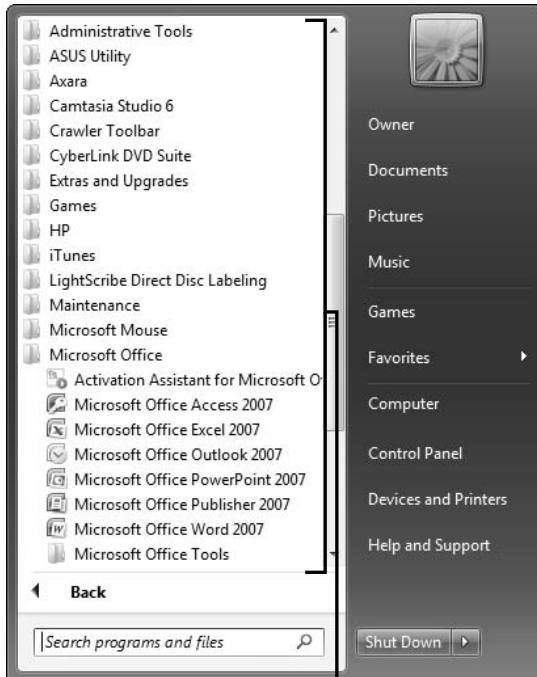 Administrative Tools
ASUS Utility
Axara
Camtasia Studio 6
Crawler Toolbar
CyberLink DVD Suite
Extras and Upgrades
Games
HP
iTunes
LightScribe Direct Disc Labeling
Maintenance
Microsoft Mouse
Microsoft Office
Activation Assistant for Microsoft O
Microsoft Office Access 2007
Microsoft Office Excel 2007
Microsoft Office Outlook 2007
Microsoft Office PowerPoint 2007
Microsoft Office Publisher 2007
Microsoft Office Word 2007
Microsoft Office Tools
Back
Search programs and files
Owner
Documents
Pictures
Music
Games
Favorites
Computer
Control Panel
Devices and Printers
Help and Support
Shut Down